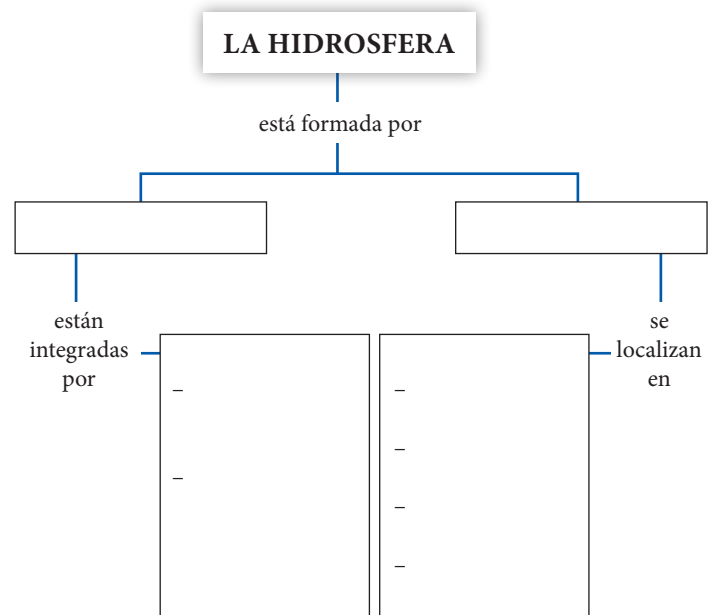 LA HIDROSFERA
está formada por
están
integradas
por
–
–
se
localizan
en
–
–
–
–